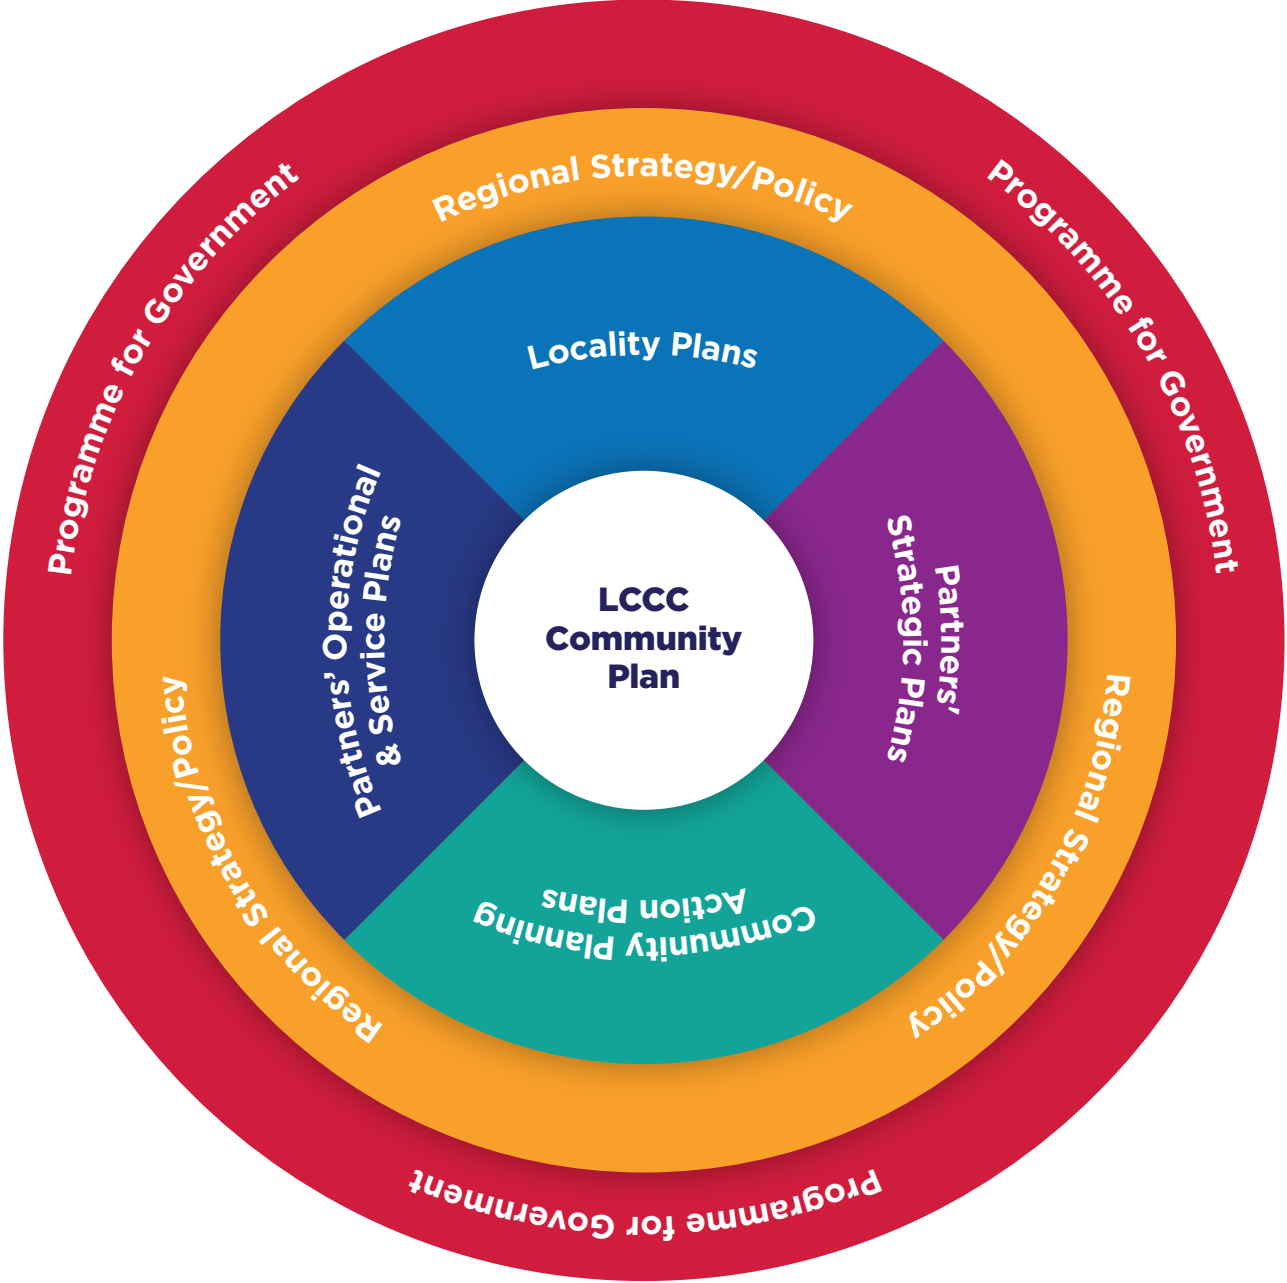 Programme for Government
Programme for Government
Programme for Government
Regional Strategy/Policy
Regional Strategy/Policy
Regional Strategy/Policy
Locality Plans
Partners’
Strategic Plans
Community Planning
Action Plans
Partners’ Operational
& Service Plans
LCCC
Community
Plan